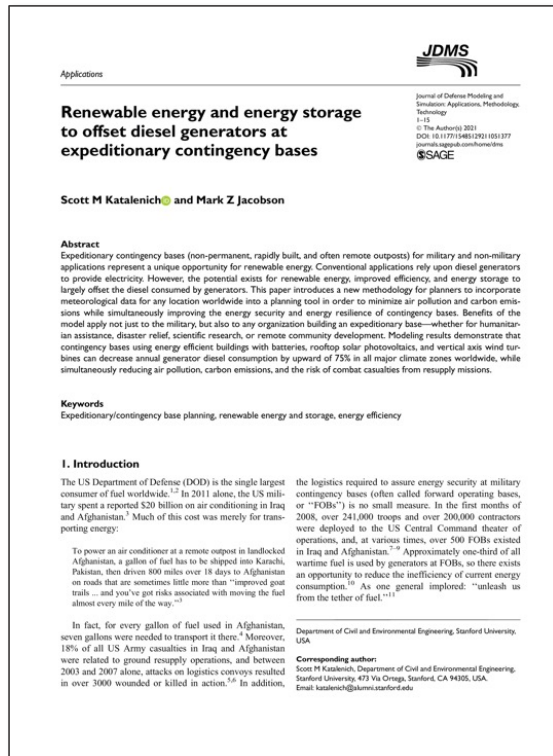 JDMS
Applications
Journal of Defense Modeling and
Simulation: Applications, Methodology,
Technology
1–15
© The Author(s) 2021
DOI: 10.1177/15485129211051377
journals.sagepub.com/home/dms
SAGE
Renewable energy and energy storage
to offset diesel generators at
expeditionary contingency bases
Scott M Katalenich and Mark Z Jacobson
Abstract
Expeditionary contingency bases (non-permanent, rapidly built, and often remote outposts) for military and non-military
applications represent a unique opportunity for renewable energy. Conventional applications rely upon diesel generators
to provide electricity. However, the potential exists for renewable energy, improved efficiency, and energy storage to
largely offset the diesel consumed by generators. This paper introduces a new methodology for planners to incorporate
meteorological data for any location worldwide into a planning tool in order to minimize air pollution and carbon emis-
sions while simultaneously improving the energy security and energy resilience of contingency bases. Benefits of the
model apply not just to the military, but also to any organization building an expeditionary base—whether for humanitar-
ian assistance, disaster relief, scientific research, or remote community development. Modeling results demonstrate that
contingency bases using energy efficient buildings with batteries, rooftop solar photovoltaics, and vertical axis wind tur-
bines can decrease annual generator diesel consumption by upward of 75% in all major climate zones worldwide, while
simultaneously reducing air pollution, carbon emissions, and the risk of combat casualties from resupply missions.
Keywords
Expeditionary/contingency base planning, renewable energy and storage, energy efficiency
1. Introduction
The US Department of Defense (DOD) is the single largest
consumer of fuel worldwide.1,2 In 2011 alone, the US mili-
tary spent a reported $20 billion on air conditioning in Iraq
and Afghanistan.3 Much of this cost was merely for trans-
porting energy:
To power an air conditioner at a remote outpost in landlocked
Afghanistan, a gallon of fuel has to be shipped into Karachi,
Pakistan, then driven 800 miles over 18 days to Afghanistan
on roads that are sometimes little more than ‘‘improved goat
trails ... and you've got risks associated with moving the fuel
almost every mile of the way.’’3
In fact, for every gallon of fuel used in Afghanistan,
seven gallons were needed to transport it there.4 Moreover,
18% of all US Army casualties in Iraq and Afghanistan
were related to ground resupply operations, and between
2003 and 2007 alone, attacks on logistics convoys resulted
in over 3000 wounded or killed in action.5,6 In addition,
the logistics required to assure energy security at military
contingency bases (often called forward operating bases,
or ‘‘FOBs’’) is no small measure. In the first months of
2008, over 241,000 troops and over 200,000 contractors
were deployed to the US Central Command theater of
operations, and, at various times, over 500 FOBs existed
in Iraq and Afghanistan.7–9 Approximately one-third of all
wartime fuel is used by generators at FOBs, so there exists
an opportunity to reduce the inefficiency of current energy
consumption.10 As one general implored: ‘‘unleash us
from the tether of fuel.’’11
Department of Civil and Environmental Engineering, Stanford University,
USA
Corresponding author:
Scott M Katalenich, Department of Civil and Environmental Engineering,
Stanford University, 473 Via Ortega, Stanford, CA 94305, USA.
Email: katalenich@alumni.stanford.edu